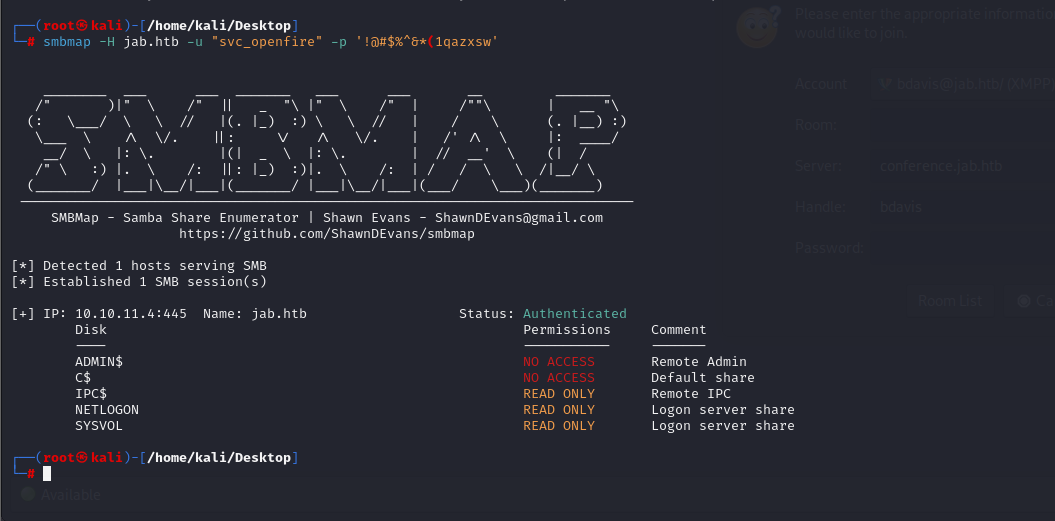 ┌──(root㉿kali)-[/home/kali/Desktop]
└─# smbmap -H jab.htb -u "svc_openfire" -p '!@#$%^&*(1qazxsw'
SMBMap - Samba Share Enumerator | Shawn Evans - ShawnDEvans@gmail.com
https://github.com/ShawnDEvans/smbmap
[*] Detected 1 hosts serving SMB
[*] Established 1 SMB session(s)
[+] IP: 10.10.11.4:445 Name: jab.htb Status: Authenticated
Disk Permissions Comment
---- ----------- -------
ADMIN$ NO ACCESS Remote Admin
C$ NO ACCESS Default share
IPC$ READ ONLY Remote IPC
NETLOGON READ ONLY Logon server share
SYSVOL READ ONLY Logon server share
┌──(root㉿kali)-[/home/kali/Desktop]
└─#
Please enter the appropriate informati
would like to join.
Account bdavis@jab.htb/ (XMPP)
Room:
Server: conference.jab.htb
Handle: bdavis
Password:
Room List Ca
Available